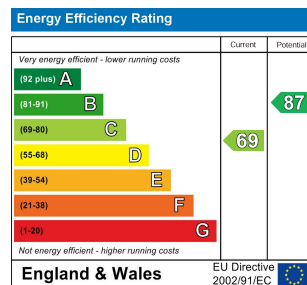 Energy Efficiency Rating
Current Potential
Very energy efficient - lower running costs
(92 plus) A
(81-91) B
87
(69-80) C
69
(55-68) D
(39-54) E
(21-38) F
(1-20) G
Not energy efficient - higher running costs
England & Wales
EU Directive
2002/91/EC